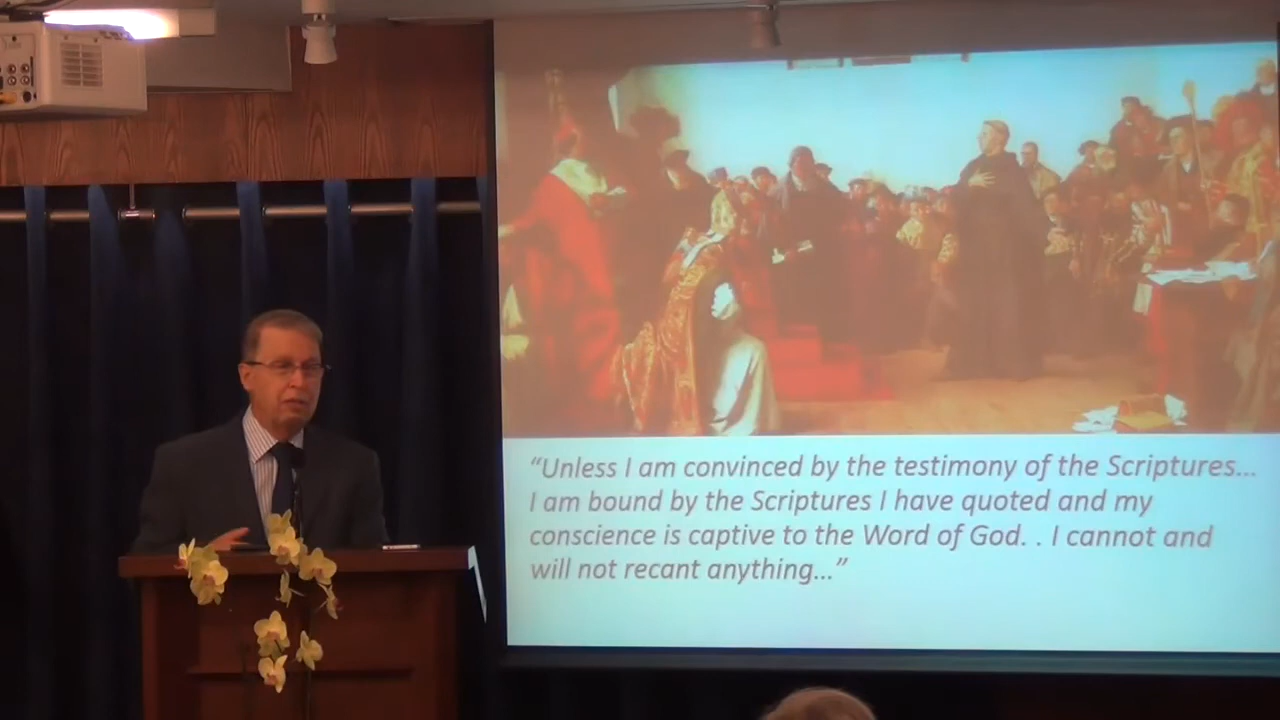 “Unless I am convinced by the testimony of the Scriptures...
I am bound by the Scriptures I have quoted and my
conscience is captive to the Word of God. . I cannot and
will not recant anything...”